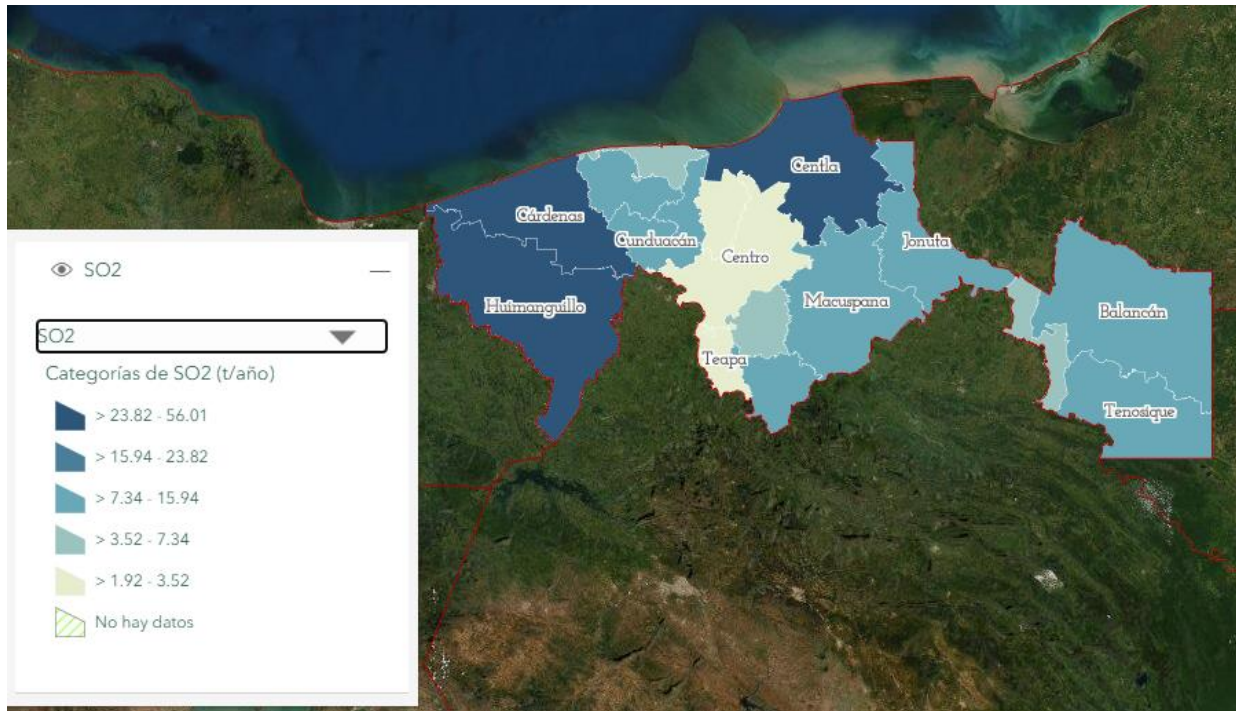 SO2
SO2
Categorías de SO2 (t/año)
> 23.82 - 56.01
> 15.94 - 23.82
> 7.34 - 15.94
> 3.52 - 7.34
> 1.92 - 3.52
No hay datos
Centla
Cárdenas
Cunduacán
Jonuta
Centro
Huimanguillo
Macuspana
Balancán
Teapa
Tenosique